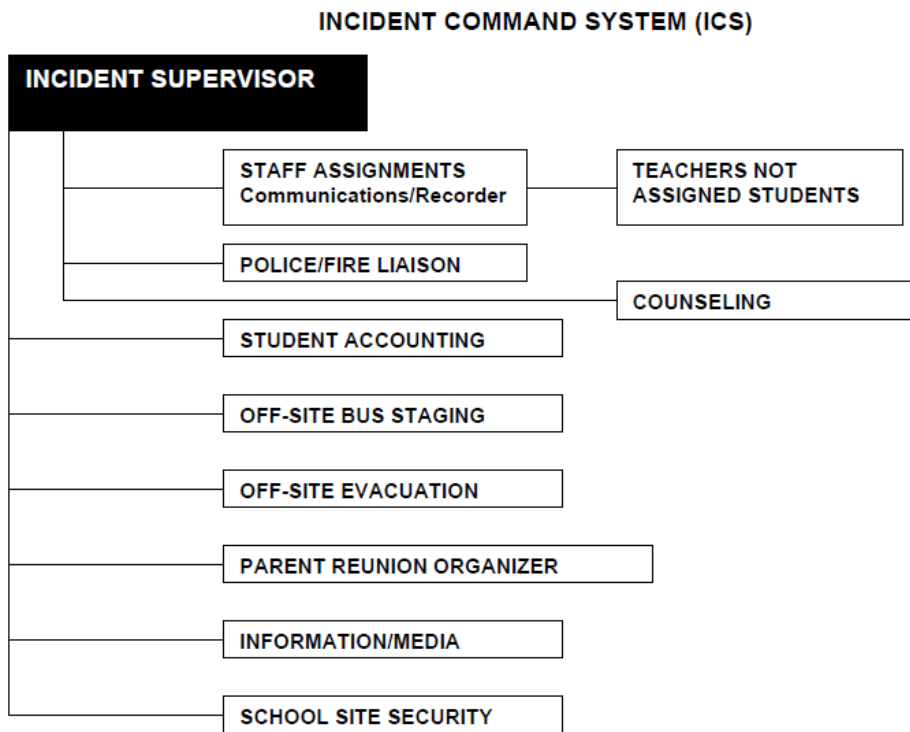 INCIDENT COMMAND SYSTEM (ICS)
INCIDENT SUPERVISOR
STAFF ASSIGNMENTS
Communications/Recorder
TEACHERS NOT
ASSIGNED STUDENTS
POLICE/FIRE LIAISON
COUNSELING
STUDENT ACCOUNTING
OFF-SITE BUS STAGING
OFF-SITE EVACUATION
PARENT REUNION ORGANIZER
INFORMATION/MEDIA
SCHOOL SITE SECURITY